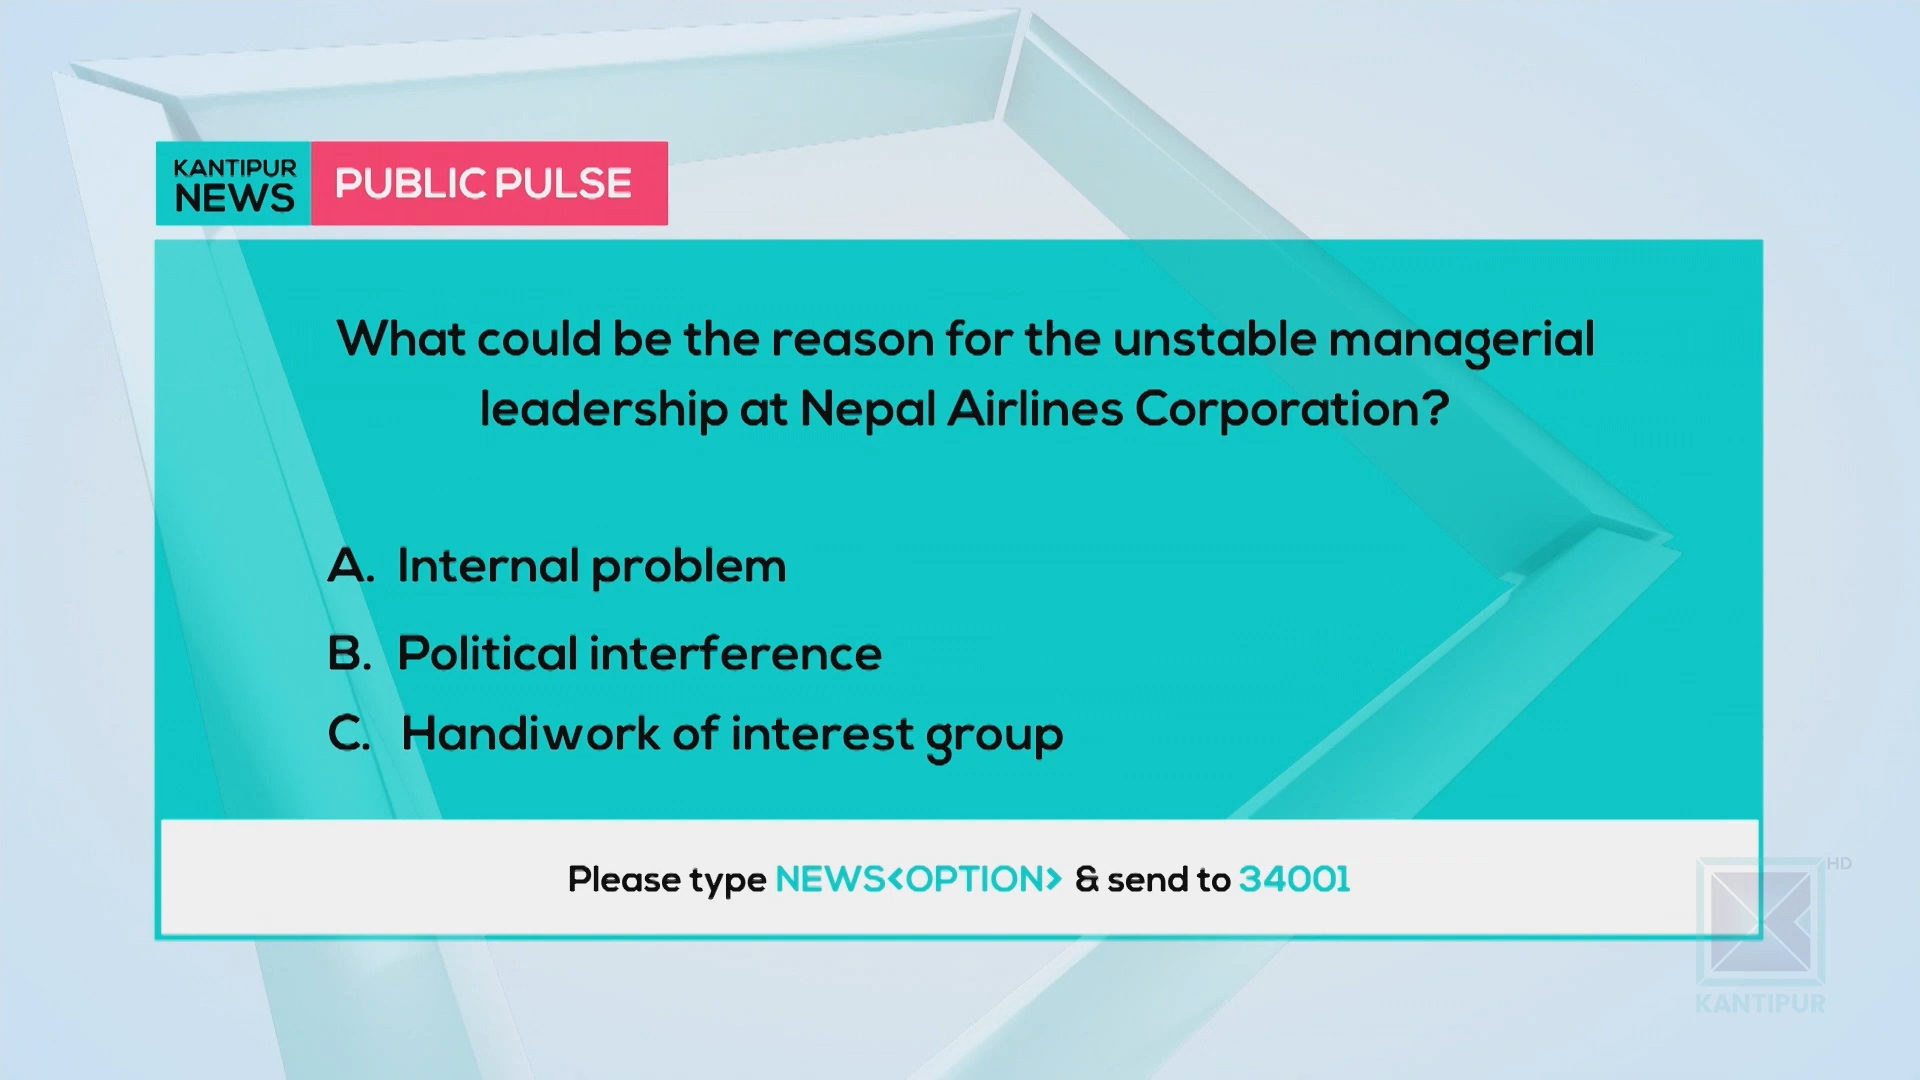 KANTIPUR
NEWS
PUBLIC PULSE
What could be the reason for the unstable managerial
leadership at Nepal Airlines Corporation?
A. Internal problem
B. Political interference
C. Handiwork of interest group
Please type NEWS<OPTION> & send to 34001
HD
KANTIPUR